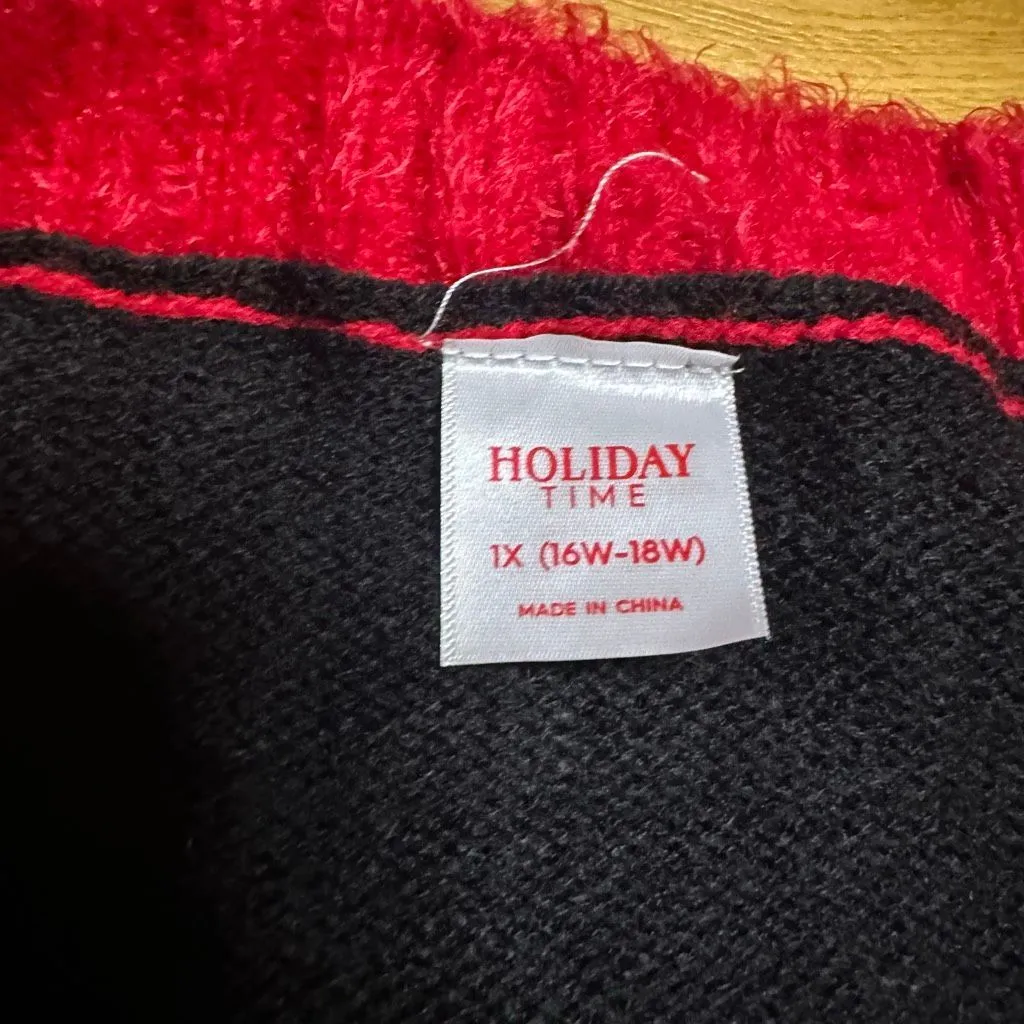 HOLIDAY
TIME
1X (16W-18W)
MADE IN CHINA